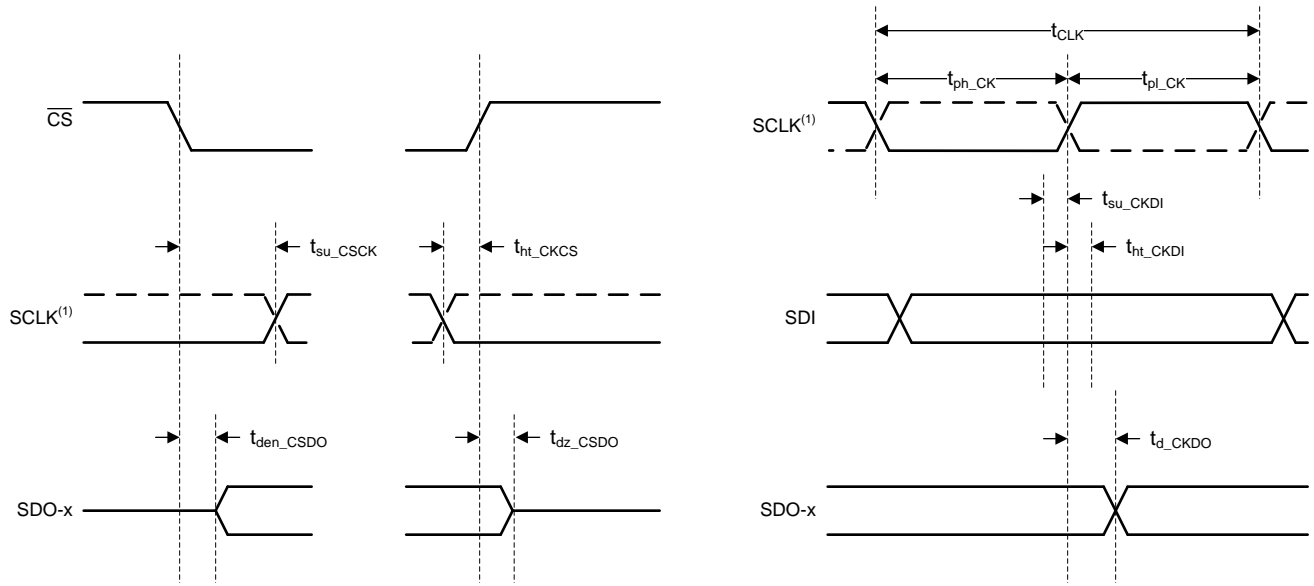 t_CLK
t_ph_CK
t_pl_CK
CS
SCLK(1)
t_su_CKDI
t_su_CSCK
t_ht_CKCS
t_ht_CKDI
SCLK(1)
SDI
t_den_CSDO
t_dz_CSDO
t_d_CKDO
SDO-x
SDO-x